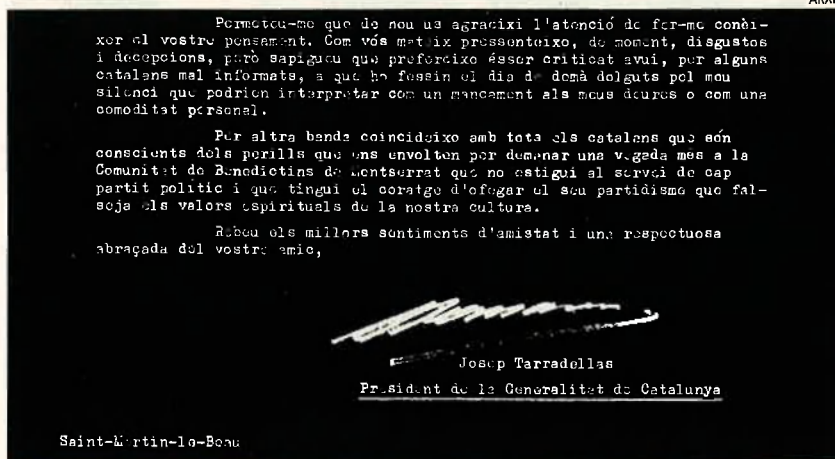 Permeteu-me que de nou us agraeixi l'atenció de fer-me conèi-
xer el vostre pensament. Com vós mateix pressenteixo, de moment, disgustos
i decepcions, però sapigueu que prefereixo ésser criticat avui, per alguns
catalans mal informats, a que ho fessin el dia de demà dolguts pel meu
silenci que podrien interpretar com un mancament als meus deures o com una
comoditat personal.
Per altra banda coincideixo amb tots els catalans que són
conscients dels perills que ens envolten per demanar una vegada més a la
Comunitat de Benedictins de Montserrat que no estigui al servei de cap
partit polític i que tingui el coratge d'ofegar el seu partidisme que fal-
seja els valors espirituals de la nostra cultura.
Rebeu els millors sentiments d'amistat i una respectuosa
abraçada del vostre amic,
Josep Tarradellas
President de la Generalitat de Catalunya
Saint-Martin-le-Beau